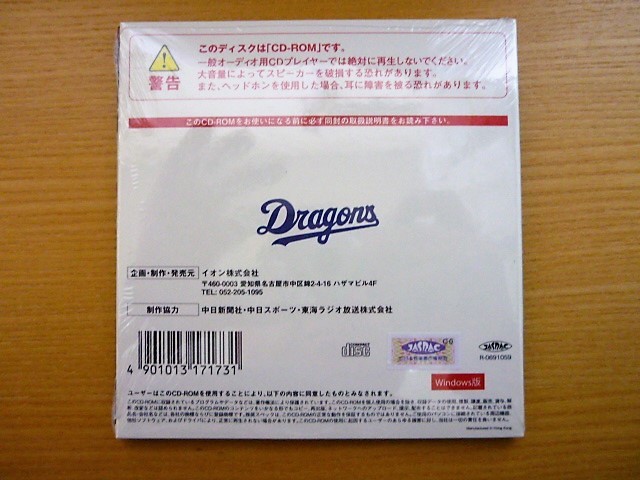 このディスクは「CD-ROM」です。
一般オーディオ用CDプレイヤーでは絶対に再生しないでください。
大音量によってスピーカーを破損する恐れがあります。
また、ヘッドホンを使用した場合、耳に障害を被る恐れがあります。
警告
このCD-ROMをお使いになる前に必ず同封の取扱説明書をお読み下さい。
Dragons
企画・制作・発売元 イオン株式会社
〒460-0003 愛知県名古屋市中区錦2-4-16 ハザマビル4F
TEL: 052-205-1095
制作協力 中日新聞社・中日スポーツ・東海ラジオ放送株式会社
4 901013 171731
disc
JASRAC
JASRAC
R-0691059
Windows版
ユーザーはこのCD-ROMを使用することにより、以下の内容に同意したものとみなされます。